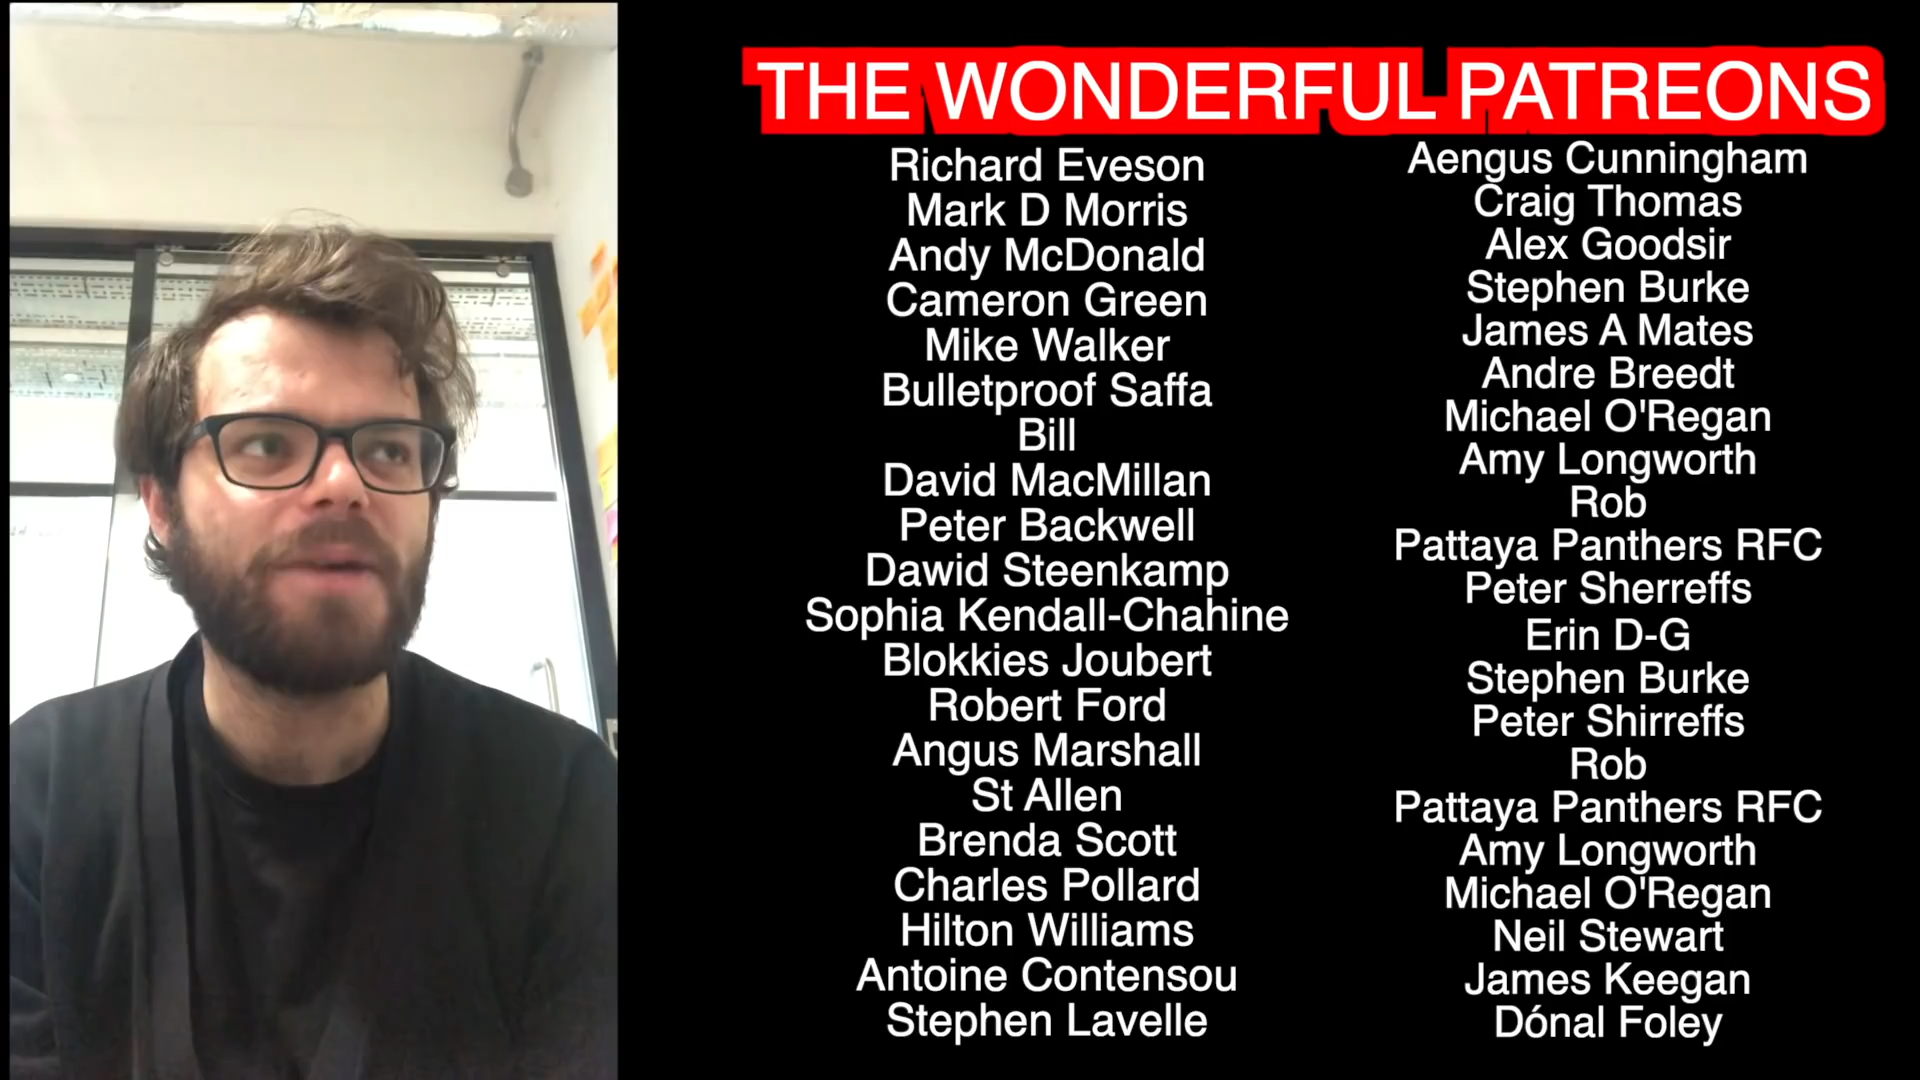 THE WONDERFUL PATREONS
Richard Eveson
Mark D Morris
Andy McDonald
Cameron Green
Mike Walker
Bulletproof Saffa
Bill
David MacMillan
Peter Backwell
Dawid Steenkamp
Sophia Kendall-Chahine
Blokkies Joubert
Robert Ford
Angus Marshall
St Allen
Brenda Scott
Charles Pollard
Hilton Williams
Antoine Contensou
Stephen Lavelle
Aengus Cunningham
Craig Thomas
Alex Goodsir
Stephen Burke
James A Mates
Andre Breedt
Michael O'Regan
Amy Longworth
Rob
Pattaya Panthers RFC
Peter Sherreffs
Erin D-G
Stephen Burke
Peter Shirreffs
Rob
Pattaya Panthers RFC
Amy Longworth
Michael O'Regan
Neil Stewart
James Keegan
Dónal Foley